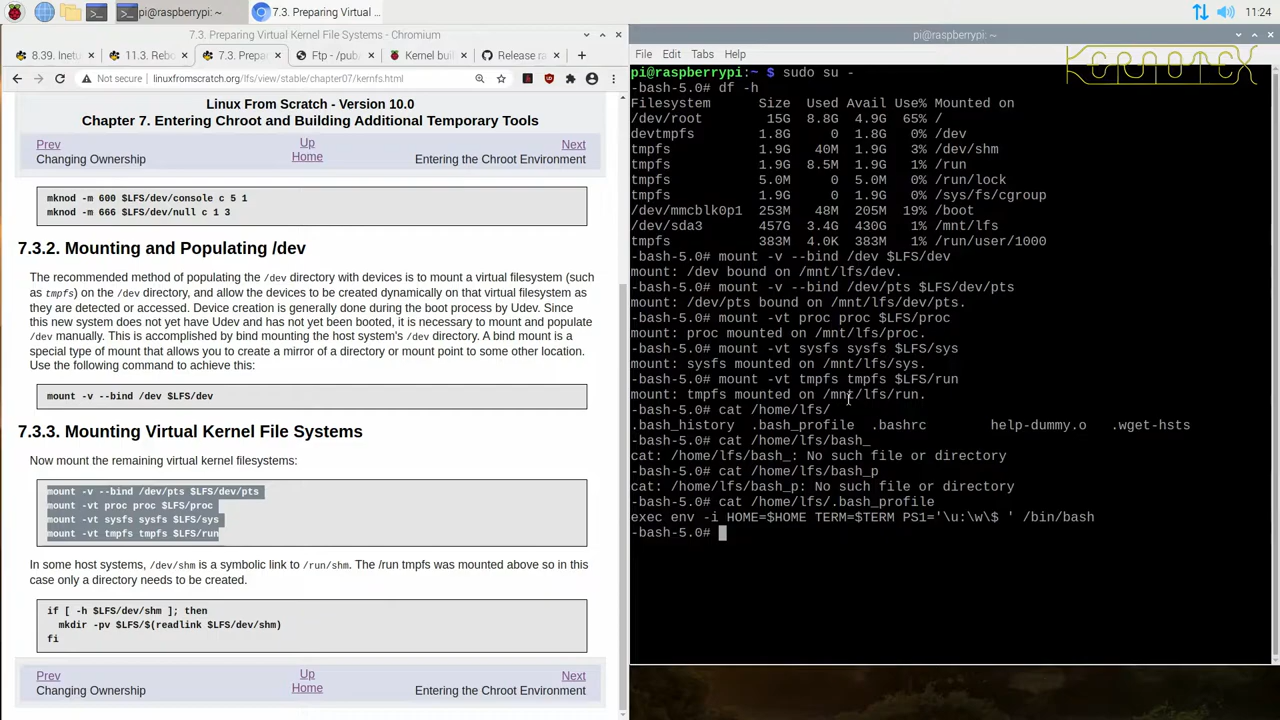 pi@raspberrypi: ~
7.3. Preparing Virtual ...
11:24
7.3. Preparing Virtual Kernel File Systems - Chromium
pi@raspberrypi: ~
8.39. Inetu
11.3. Rebo
7.3. Prepa
Ftp - /pub/
Kernel buil
Release ra
Not secure
linuxfromscratch.org/lfs/view/stable/chapter07/kernfs.html
File Edit Tabs Help
KERNOTEX
Linux From Scratch - Version 10.0
Chapter 7. Entering Chroot and Building Additional Temporary Tools
Prev
Up
Next
Changing Ownership
Home
Entering the Chroot Environment
mknod -m 600 $LFS/dev/console c 5 1
mknod -m 666 $LFS/dev/null c 1 3
7.3.2. Mounting and Populating /dev
The recommended method of populating the /dev directory with devices is to mount a virtual filesystem (such
as tmpfs) on the /dev directory, and allow the devices to be created dynamically on that virtual filesystem as
they are detected or accessed. Device creation is generally done during the boot process by Udev. Since
this new system does not yet have Udev and has not yet been booted, it is necessary to mount and populate
/dev manually. This is accomplished by bind mounting the host system's /dev directory. A bind mount is a
special type of mount that allows you to create a mirror of a directory or mount point to some other location.
Use the following command to achieve this:
mount -v --bind /dev $LFS/dev
7.3.3. Mounting Virtual Kernel File Systems
Now mount the remaining virtual kernel filesystems:
mount -v --bind /dev/pts $LFS/dev/pts
mount -vt proc proc $LFS/proc
mount -vt sysfs sysfs $LFS/sys
mount -vt tmpfs tmpfs $LFS/run
In some host systems, /dev/shm is a symbolic link to /run/shm. The /run tmpfs was mounted above so in this
case only a directory needs to be created.
if [ -h $LFS/dev/shm ]; then
mkdir -pv $LFS/$(readlink $LFS/dev/shm)
fi
Prev
Up
Next
Changing Ownership
Home
Entering the Chroot Environment
pi@raspberrypi:~ $ sudo su -
-bash-5.0# df -h
Filesystem Size Used Avail Use% Mounted on
/dev/root 15G 8.8G 4.9G 65% /
devtmpfs 1.8G 0 1.8G 0% /dev
tmpfs 1.9G 40M 1.9G 3% /dev/shm
tmpfs 1.9G 8.5M 1.9G 1% /run
tmpfs 5.0M 0 5.0M 0% /run/lock
tmpfs 1.9G 0 1.9G 0% /sys/fs/cgroup
/dev/mmcblk0p1 253M 48M 205M 19% /boot
/dev/sda3 457G 3.4G 430G 1% /mnt/lfs
tmpfs 383M 4.0K 383M 1% /run/user/1000
-bash-5.0# mount -v --bind /dev $LFS/dev
mount: /dev bound on /mnt/lfs/dev.
-bash-5.0# mount -v --bind /dev/pts $LFS/dev/pts
mount: /dev/pts bound on /mnt/lfs/dev/pts.
-bash-5.0# mount -vt proc proc $LFS/proc
mount: proc mounted on /mnt/lfs/proc.
-bash-5.0# mount -vt sysfs sysfs $LFS/sys
mount: sysfs mounted on /mnt/lfs/sys.
-bash-5.0# mount -vt tmpfs tmpfs $LFS/run
mount: tmpfs mounted on /mnt/lfs/run.
-bash-5.0# cat /home/lfs/
.bash_history .bash_profile .bashrc help-dummy.o .wget-hsts
-bash-5.0# cat /home/lfs/bash_
cat: /home/lfs/bash_: No such file or directory
-bash-5.0# cat /home/lfs/bash_p
cat: /home/lfs/bash_p: No such file or directory
-bash-5.0# cat /home/lfs/.bash_profile
exec env -i HOME=$HOME TERM=$TERM PS1='\u:\w\$ ' /bin/bash
-bash-5.0#